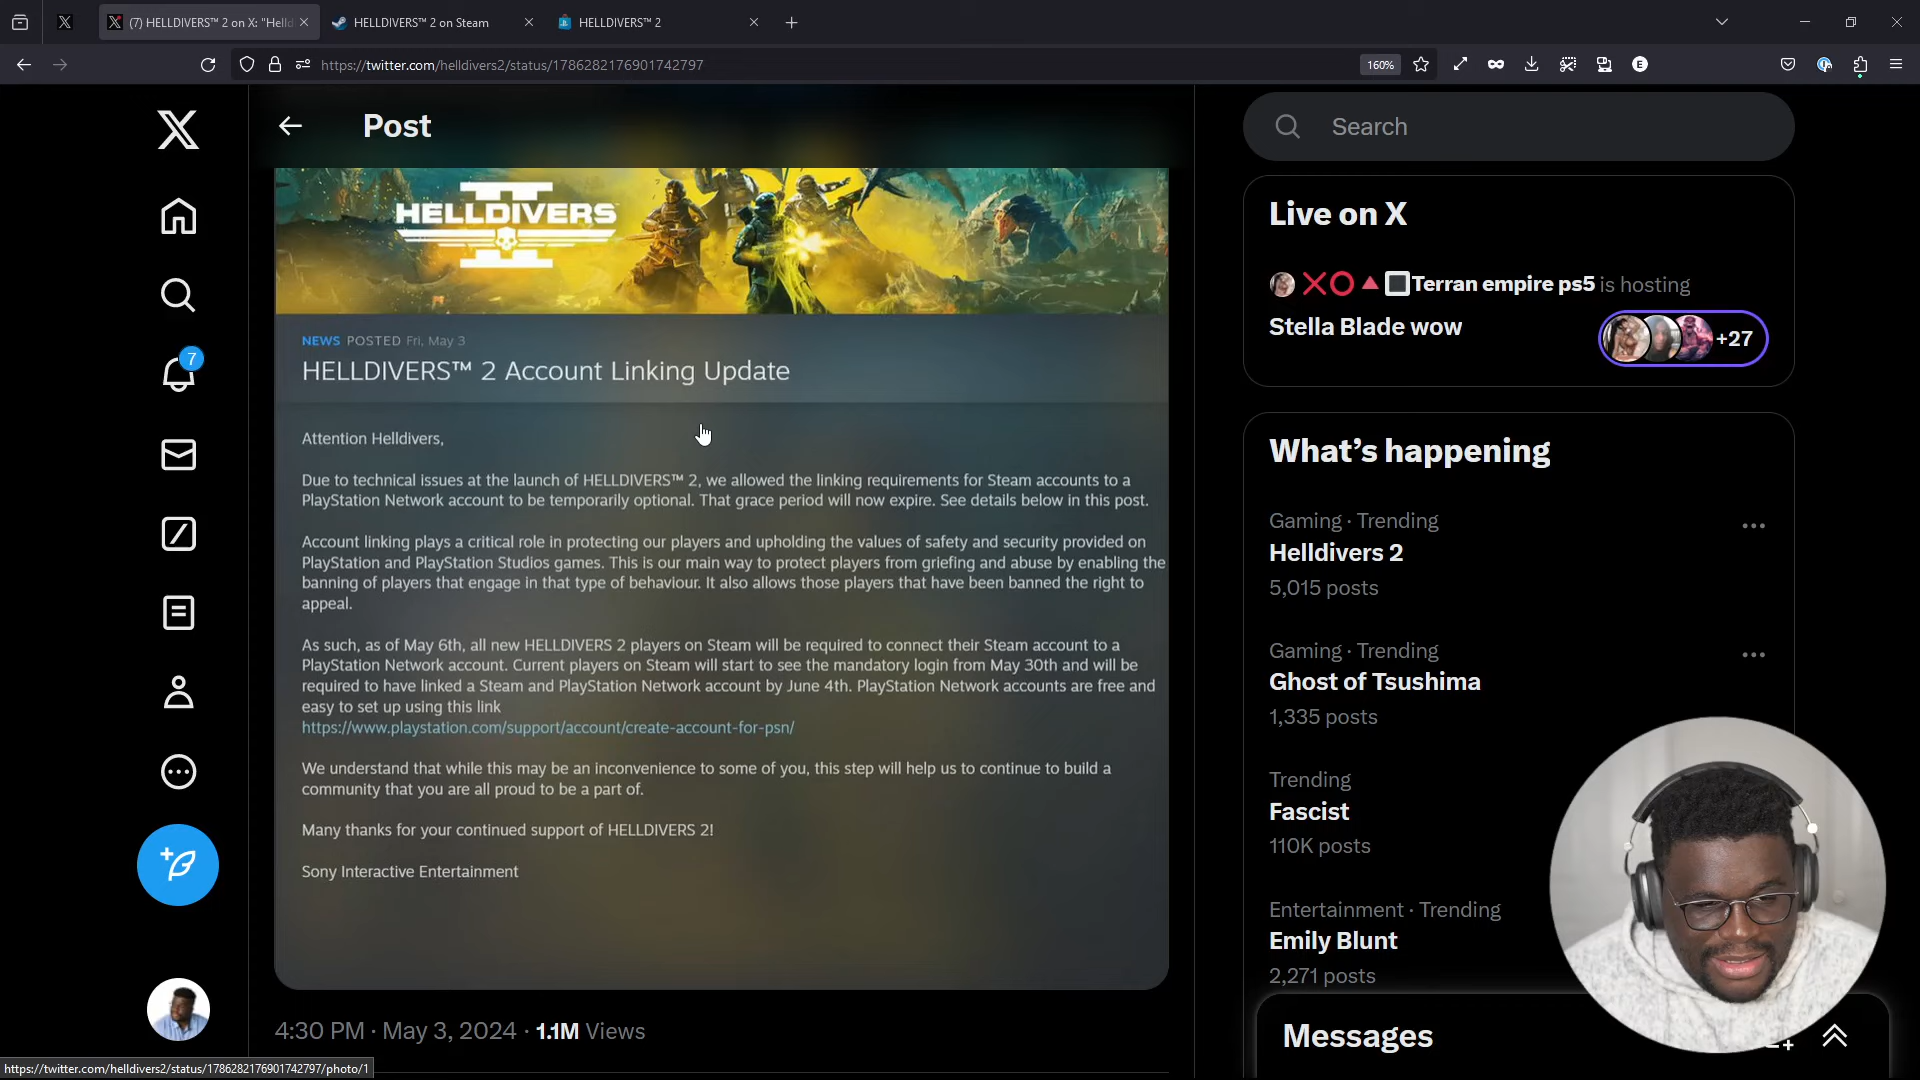 (7) HELLDIVERS™ 2 on X: "Helld
HELLDIVERS™ 2 on Steam
HELLDIVERS™ 2
https://twitter.com/helldivers2/status/1786282176901742797
160%
E
Post
Search
HELLDIVERS
II
NEWS POSTED Fri, May 3
HELLDIVERS™ 2 Account Linking Update
Attention Helldivers,
Due to technical issues at the launch of HELLDIVERS™ 2, we allowed the linking requirements for Steam accounts to a
PlayStation Network account to be temporarily optional. That grace period will now expire. See details below in this post.
Account linking plays a critical role in protecting our players and upholding the values of safety and security provided on
PlayStation and PlayStation Studios games. This is our main way to protect players from griefing and abuse by enabling the
banning of players that engage in that type of behaviour. It also allows those players that have been banned the right to
appeal.
As such, as of May 6th, all new HELLDIVERS 2 players on Steam will be required to connect their Steam account to a
PlayStation Network account. Current players on Steam will start to see the mandatory login from May 30th and will be
required to have linked a Steam and PlayStation Network account by June 4th. PlayStation Network accounts are free and
easy to set up using this link
https://www.playstation.com/support/account/create-account-for-psn/
We understand that while this may be an inconvenience to some of you, this step will help us to continue to build a
community that you are all proud to be a part of.
Many thanks for your continued support of HELLDIVERS 2!
Sony Interactive Entertainment
4:30 PM · May 3, 2024 · 1.1M Views
7
Live on X
Terran empire ps5 is hosting
Stella Blade wow
+27
What's happening
Gaming · Trending
Helldivers 2
5,015 posts
Gaming · Trending
Ghost of Tsushima
1,335 posts
Trending
Fascist
110K posts
Entertainment · Trending
Emily Blunt
2,271 posts
Messages
https://twitter.com/helldivers2/status/1786282176901742797/photo/1